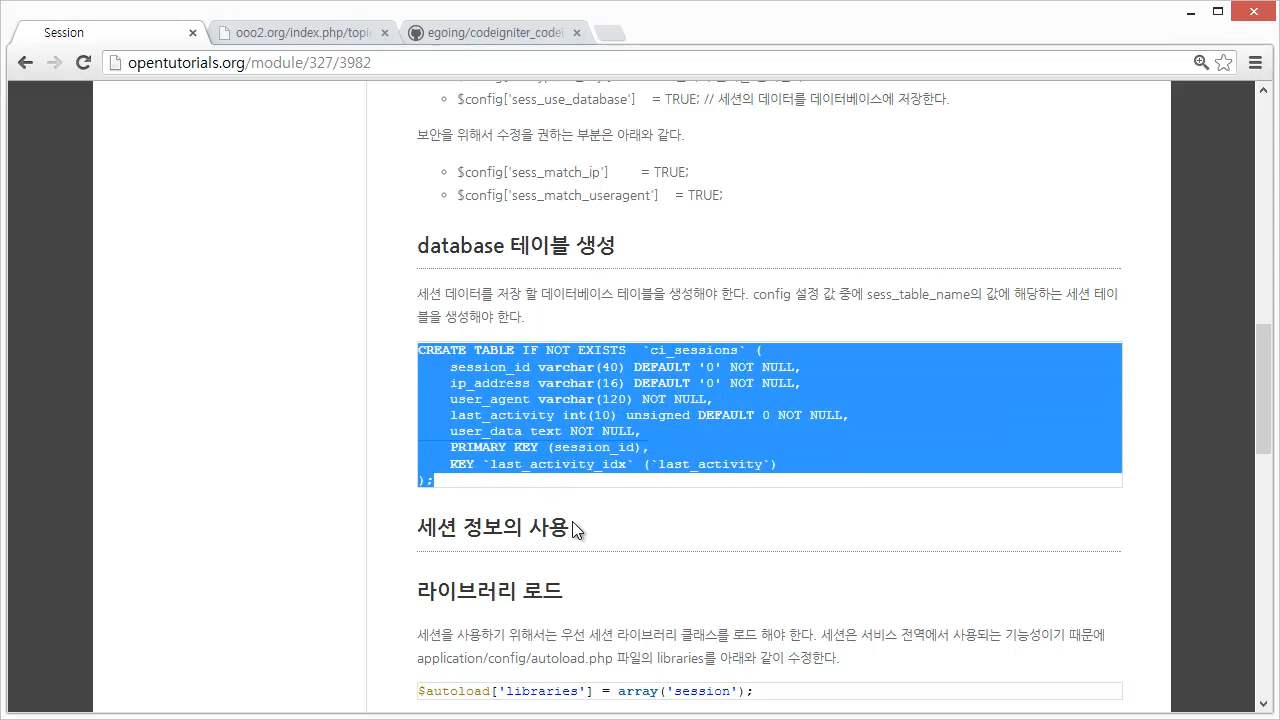 Session
ooo2.org/index.php/topi
egoing/codeigniter_codei
opentutorials.org/module/327/3982
$config['sess_use_database'] = TRUE; // 세션의 데이터를 데이터베이스에 저장한다.
보안을 위해서 수정을 권하는 부분은 아래와 같다.
$config['sess_match_ip'] = TRUE;
$config['sess_match_useragent'] = TRUE;
database 테이블 생성
세션 데이터를 저장 할 데이터베이스 테이블을 생성해야 한다. config 설정 값 중에 sess_table_name의 값에 해당하는 세션 테이
블을 생성해야 한다.
CREATE TABLE IF NOT EXISTS `ci_sessions` (
session_id varchar(40) DEFAULT '0' NOT NULL,
ip_address varchar(16) DEFAULT '0' NOT NULL,
user_agent varchar(120) NOT NULL,
last_activity int(10) unsigned DEFAULT 0 NOT NULL,
user_data text NOT NULL,
PRIMARY KEY (session_id),
KEY `last_activity_idx` (`last_activity`)
);
세션 정보의 사용
라이브러리 로드
세션을 사용하기 위해서는 우선 세션 라이브러리 클래스를 로드 해야 한다. 세션은 서비스 전역에서 사용되는 기능성이기 때문에
application/config/autoload.php 파일의 libraries를 아래와 같이 수정한다.
$autoload['libraries'] = array('session');